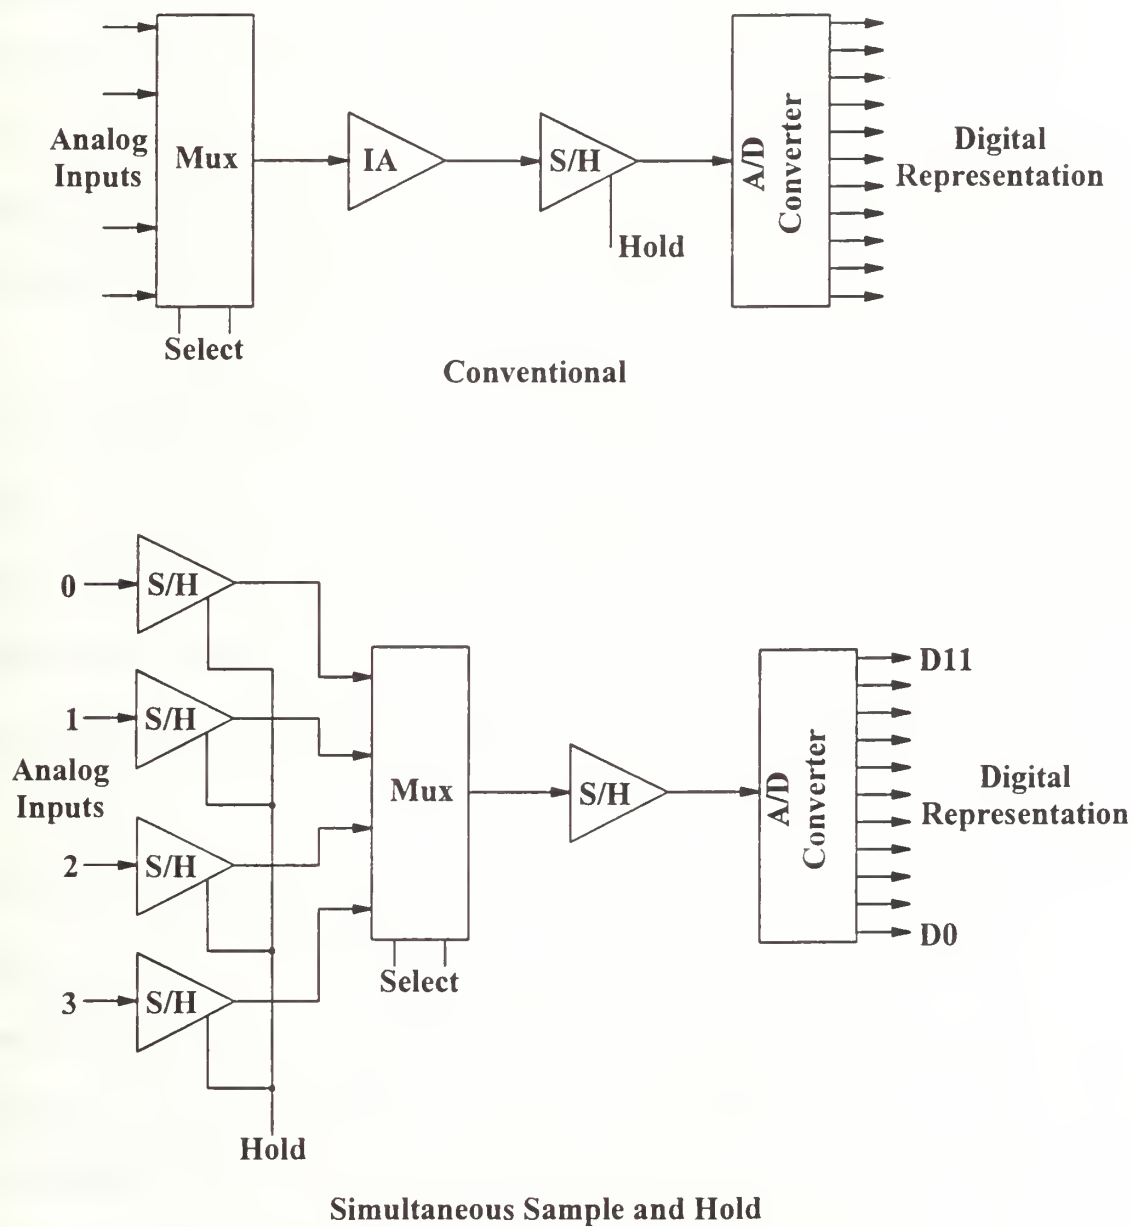 Analog
Inputs
Mux
IA
S/H
Hold
A/D
Converter
Digital
Representation
Select
Conventional
0
S/H
1
S/H
Analog
Inputs
2
S/H
3
S/H
Hold
Mux
Select
S/H
A/D
Converter
D11
Digital
Representation
D0
Simultaneous Sample and Hold